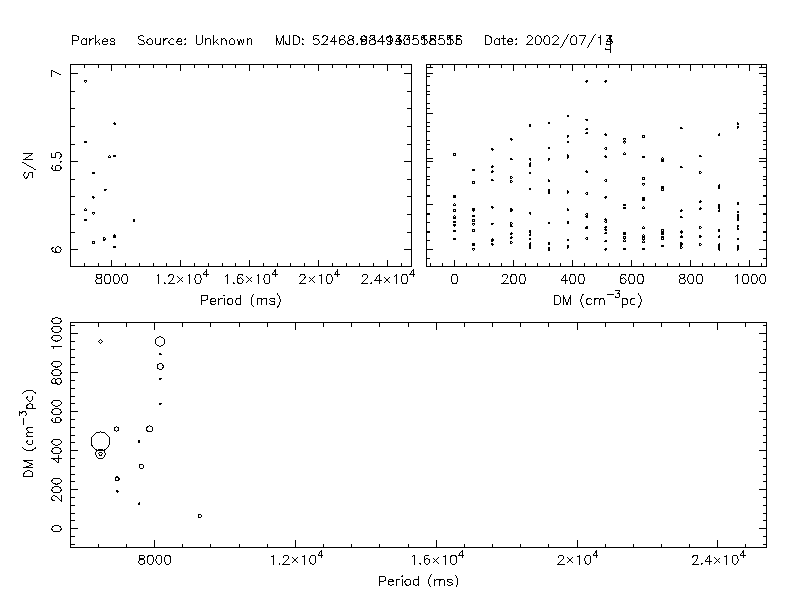 Parkes Source: Unknown MJD: Date: 2002/07/
S/N
7
6.5
6
8000 1.2×10⁴ 1.6×10⁴ 2×10⁴ 2.4×10⁴
Period (ms)
0 200 400 600 800 1000
DM (cm⁻³pc)
DM (cm⁻³pc)
1000
800
600
400
200
0
8000 1.2×10⁴ 1.6×10⁴ 2×10⁴ 2.4×10⁴
Period (ms)